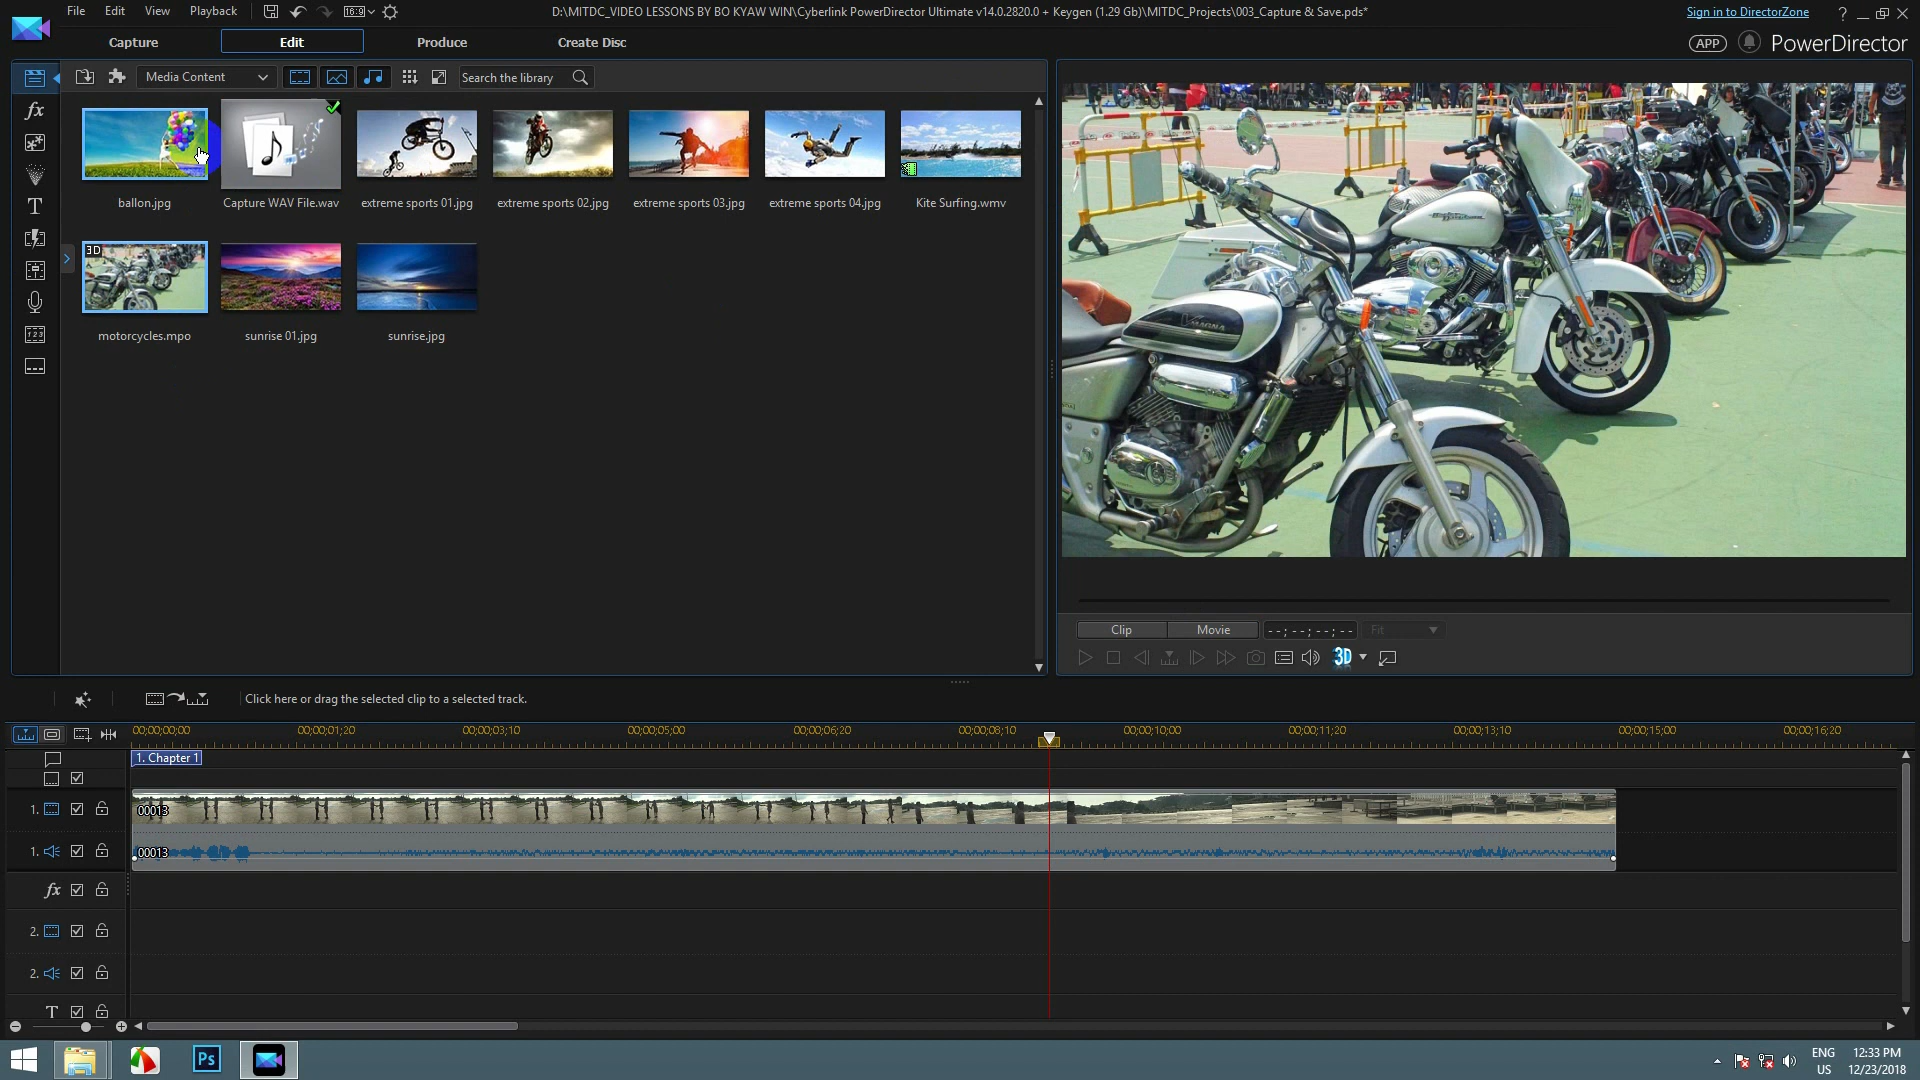 File Edit View Playback 16:9 D:\MITDC_VIDEO LESSONS BY BO KYAW WIN\Cyberlink PowerDirector Ultimate v14.0.2820.0 + Keygen (1.29 Gb)\MITDC_Projects\003_Capture & Save.pds* Sign in to DirectorZone ?
Capture Edit Produce Create Disc APP PowerDirector
Media Content Search the library
fx
ballon.jpg Capture WAV File.wav extreme sports 01.jpg extreme sports 02.jpg extreme sports 03.jpg extreme sports 04.jpg Kite Surfing.wmv
T
3D
motorcycles.mpo sunrise 01.jpg sunrise.jpg
123
MAGNA
Clip Movie --;--;--;-- Fit
3D
Click here or drag the selected clip to a selected track.
00;00;00;00 00;00;01;20 00;00;03;10 00;00;05;00 00;00;06;20 00;00;08;10 00;00;10;00 00;00;11;20 00;00;13;10 00;00;15;00 00;00;16;20
1. Chapter 1
1. 00013
1. 00013
fx
2.
2.
T
Ps ENG 12:33 PM
US 12/23/2018